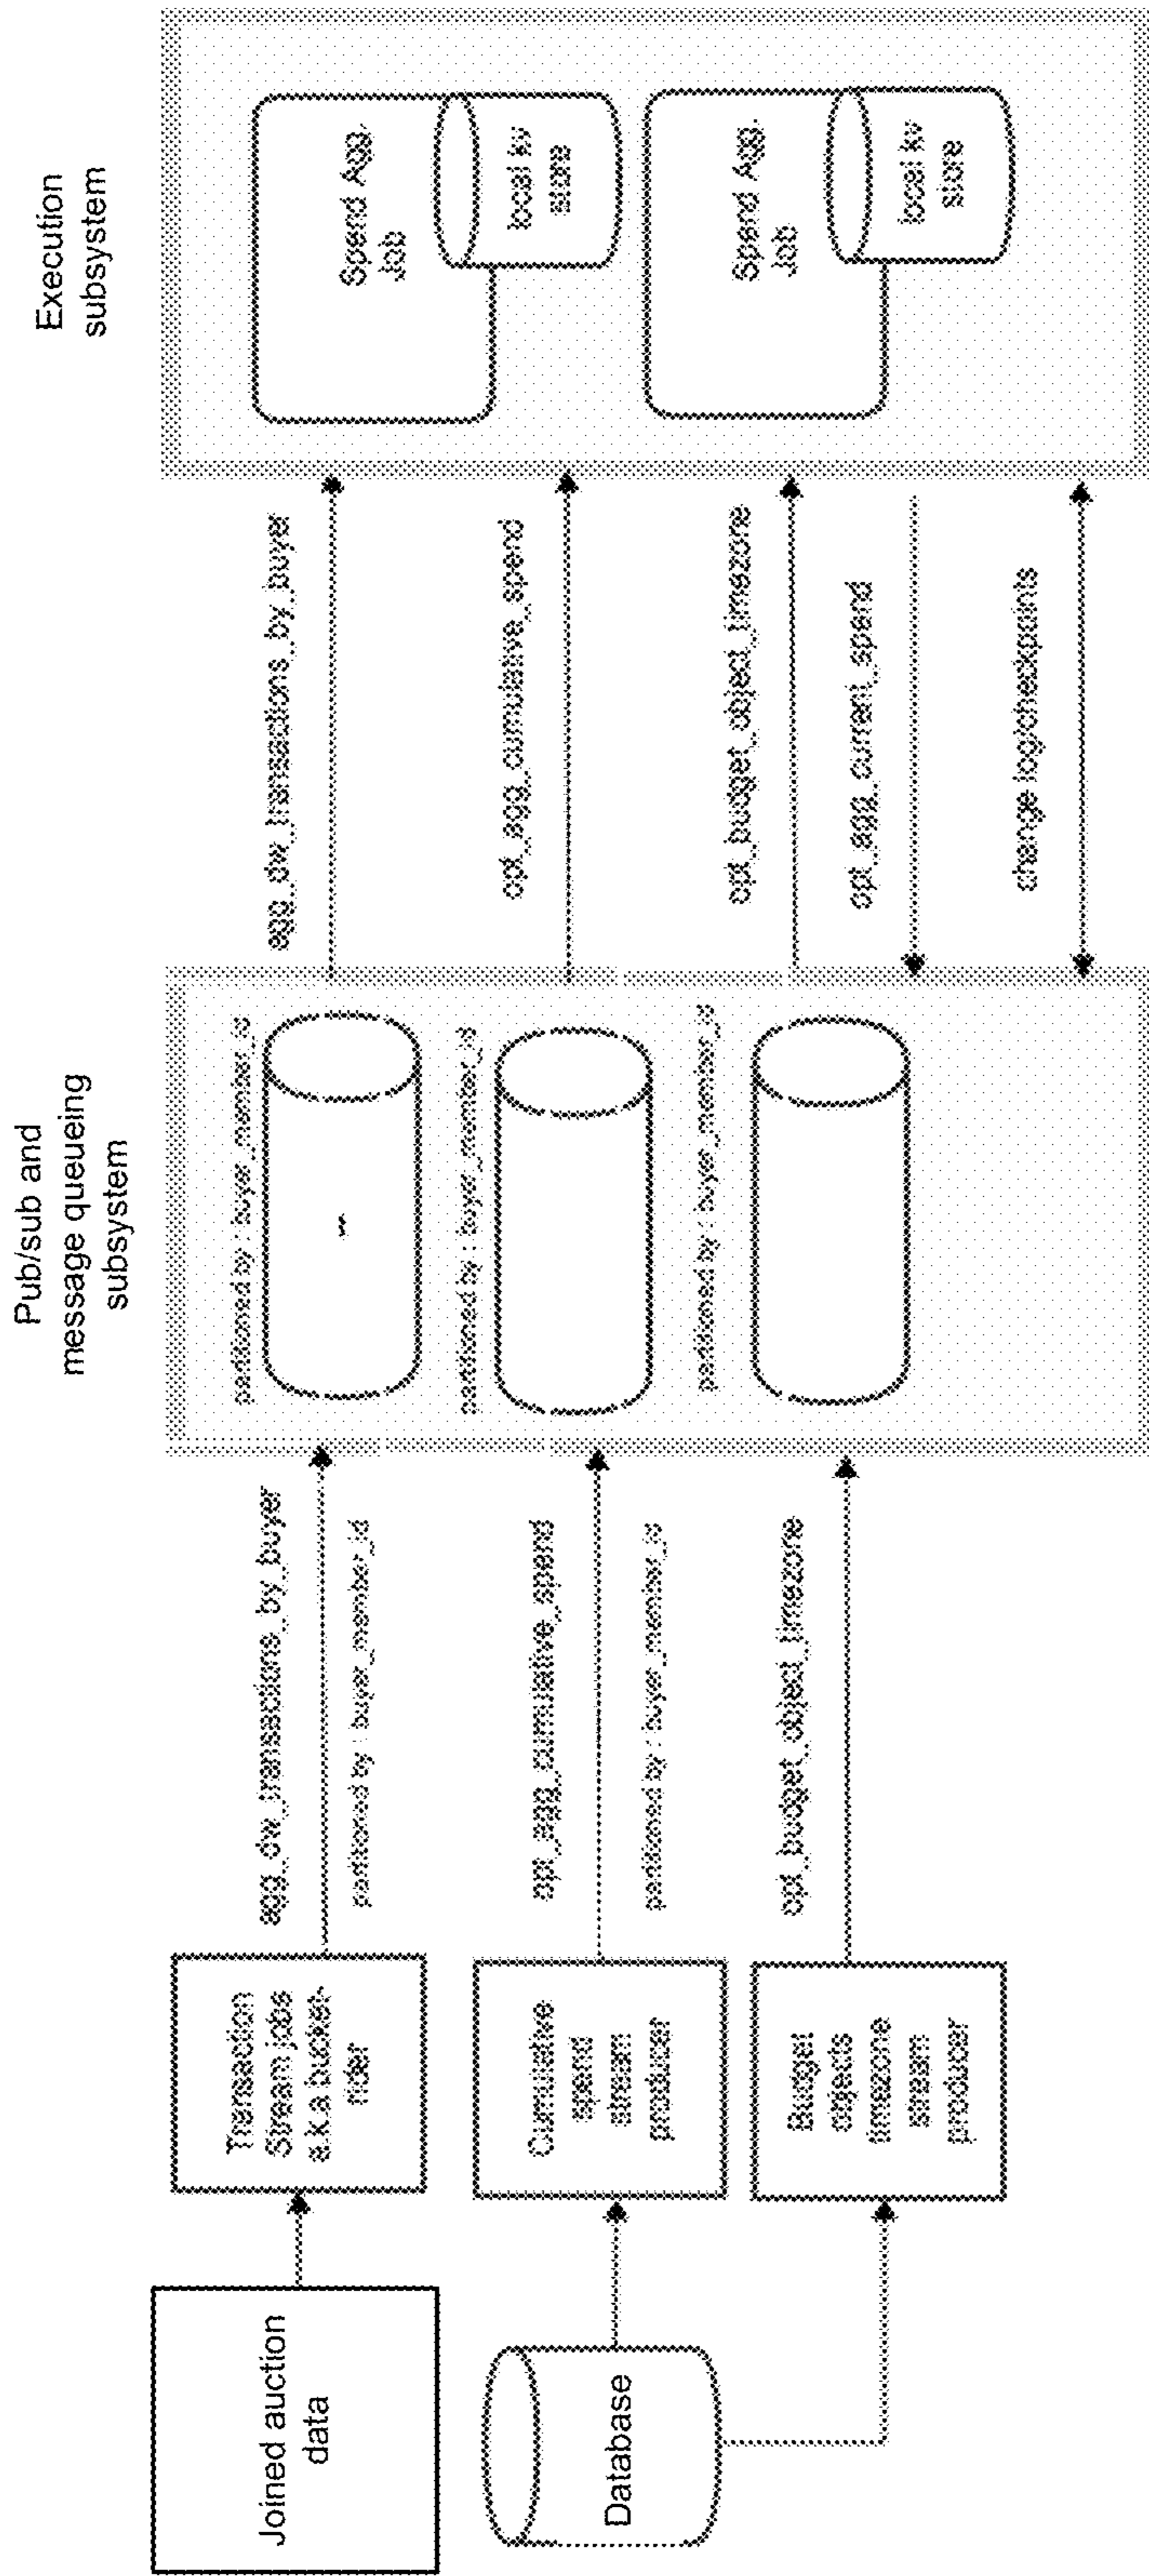 Joined auction
data
Database
Transaction
Stream jobs
a.k.a bucket-
rider
Cumulative
spend
stream
producer
Budget
objects
timezone
stream
producer
agg_dw_transactions_by_buyer
partitioned by : buyer_member_id
opt_agg_cumulative_spend
partitioned by : buyer_member_id
opt_budget_object_timezone
Pub/sub and
message queueing
subsystem
partitioned by : buyer_member_id
partitioned by : buyer_member_id
partitioned by : buyer_member_id
agg_dw_transactions_by_buyer
opt_agg_cumulative_spend
opt_budget_object_timezone
opt_agg_current_spend
change log/checkpoints
Execution
subsystem
Spend Agg.
Job
local kv
store
Spend Agg.
Job
local kv
store